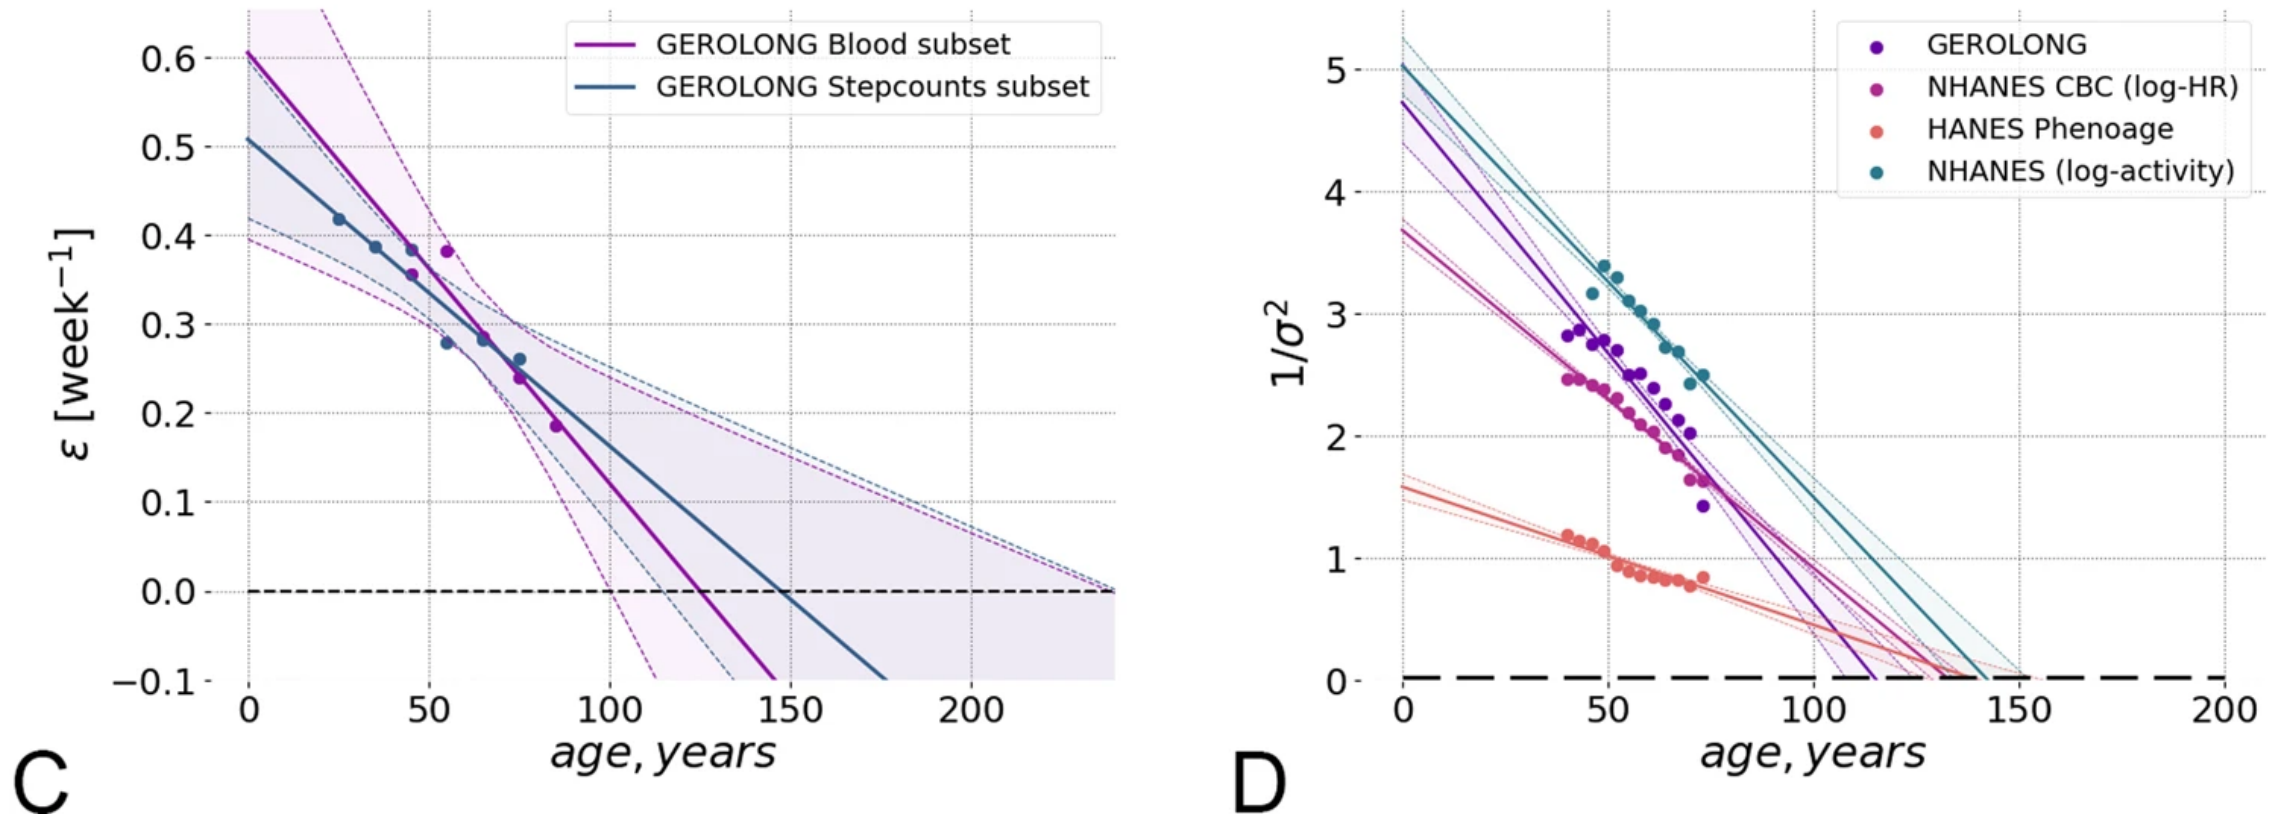 GEROLONG Blood subset
GEROLONG Stepcounts subset
0.6
0.5
0.4
0.3
0.2
0.1
0.0
−0.1
ε [week⁻¹]
0 50 100 150 200
age, years
C
GEROLONG
NHANES CBC (log-HR)
HANES Phenoage
NHANES (log-activity)
5
4
3
2
1
0
1/σ²
0 50 100 150 200
age, years
D